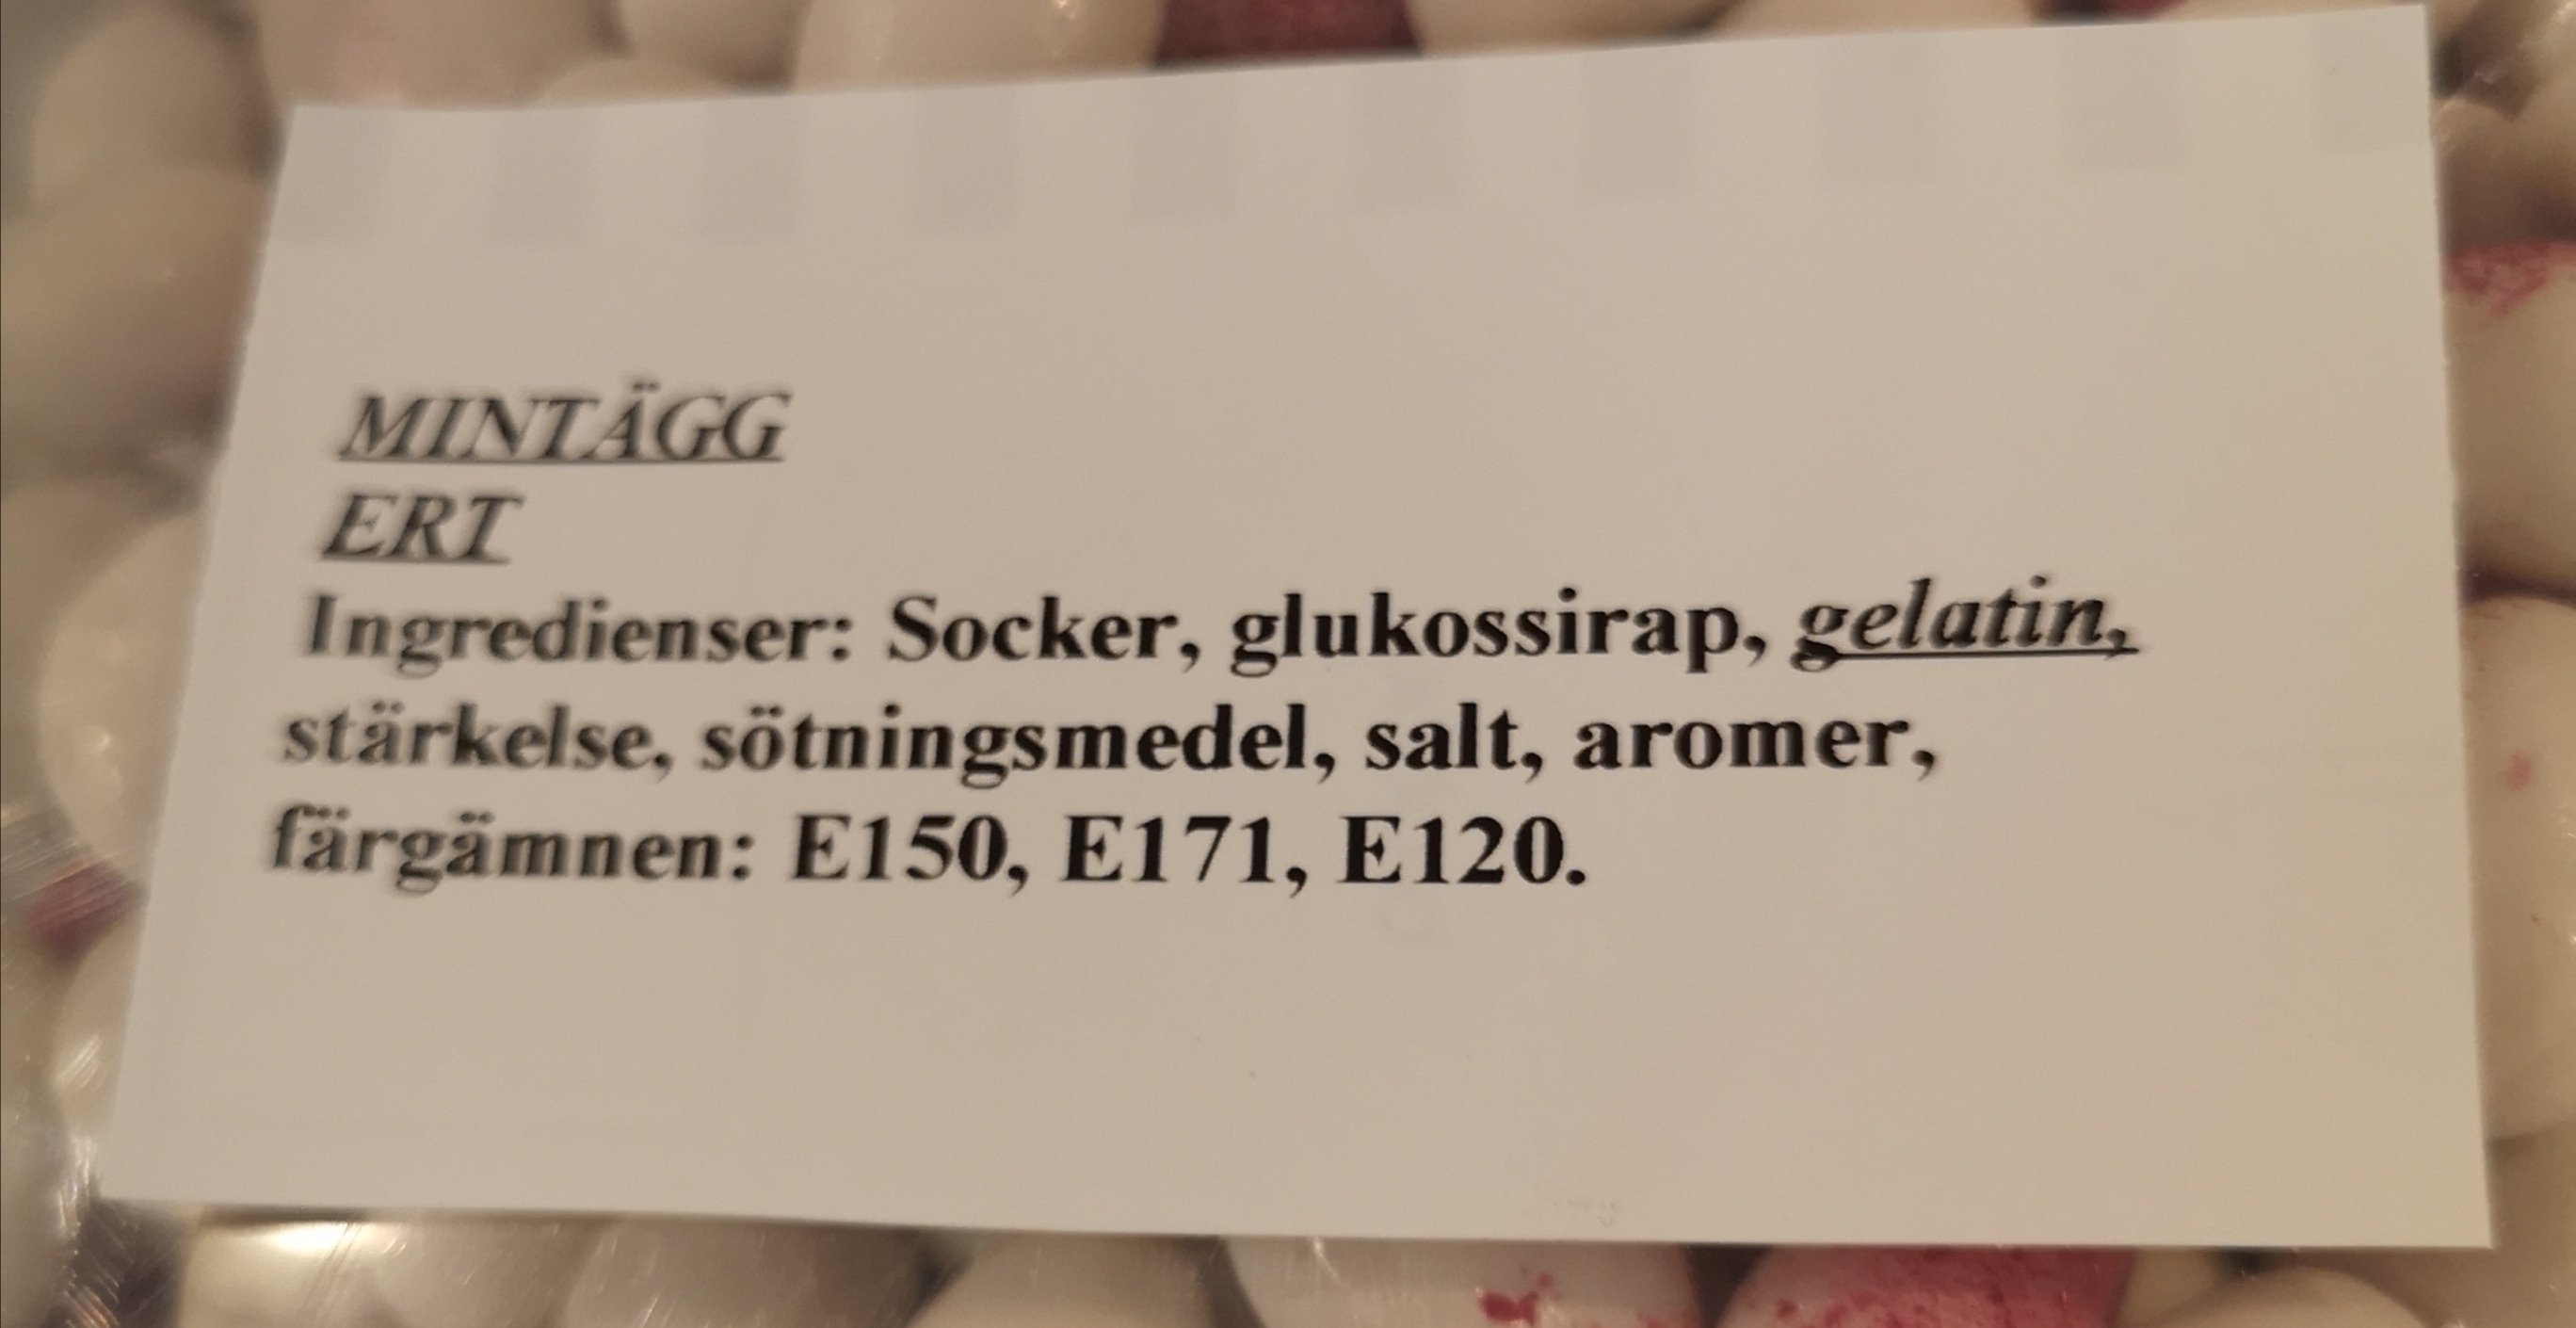 MINTÄGG
ERT
Ingredienser: Socker, glukossirap, gelatin,
stärkelse, sötningsmedel, salt, aromer,
färgämnen: E150, E171, E120.